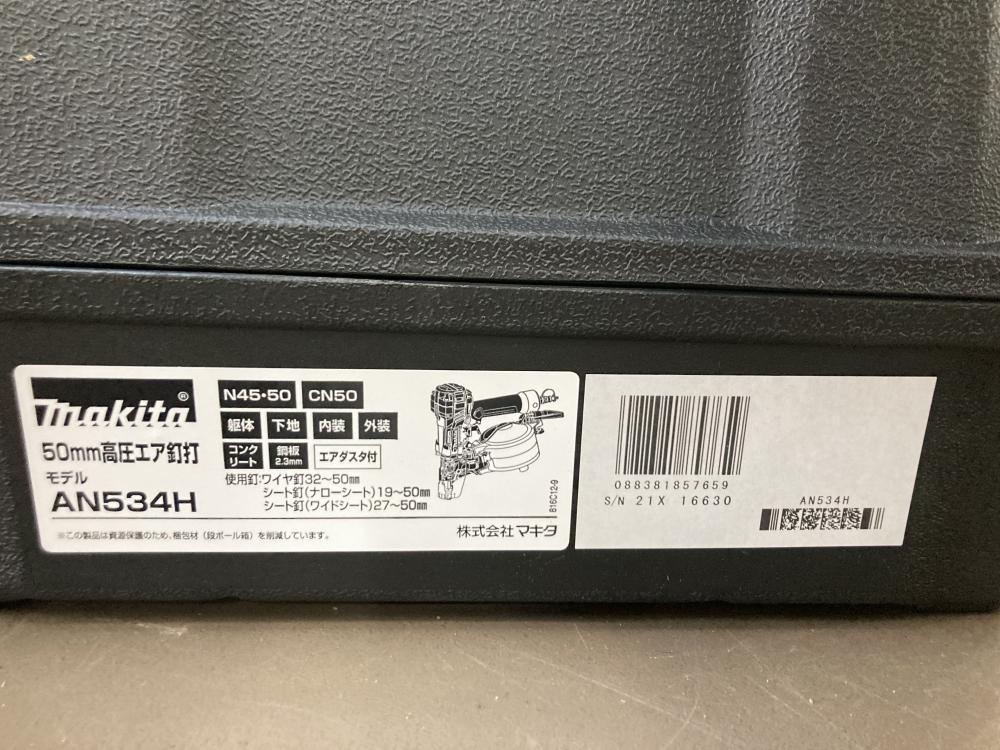 makita®
50mm高圧エア釘打
モデル
AN534H
N45・50 CN50
躯体 下地 内装 外装
コンクリート 鋼板2.3mm エアダスタ付
使用釘:ワイヤ釘32〜50mm
シート釘(ナローシート)19〜50mm
シート釘(ワイドシート)27〜50mm
816C12-9
※この製品は資源保護のため、梱包材(段ボール箱)を削減しています。
株式会社マキタ
088381857659
S/N 21X 16630
AN534H